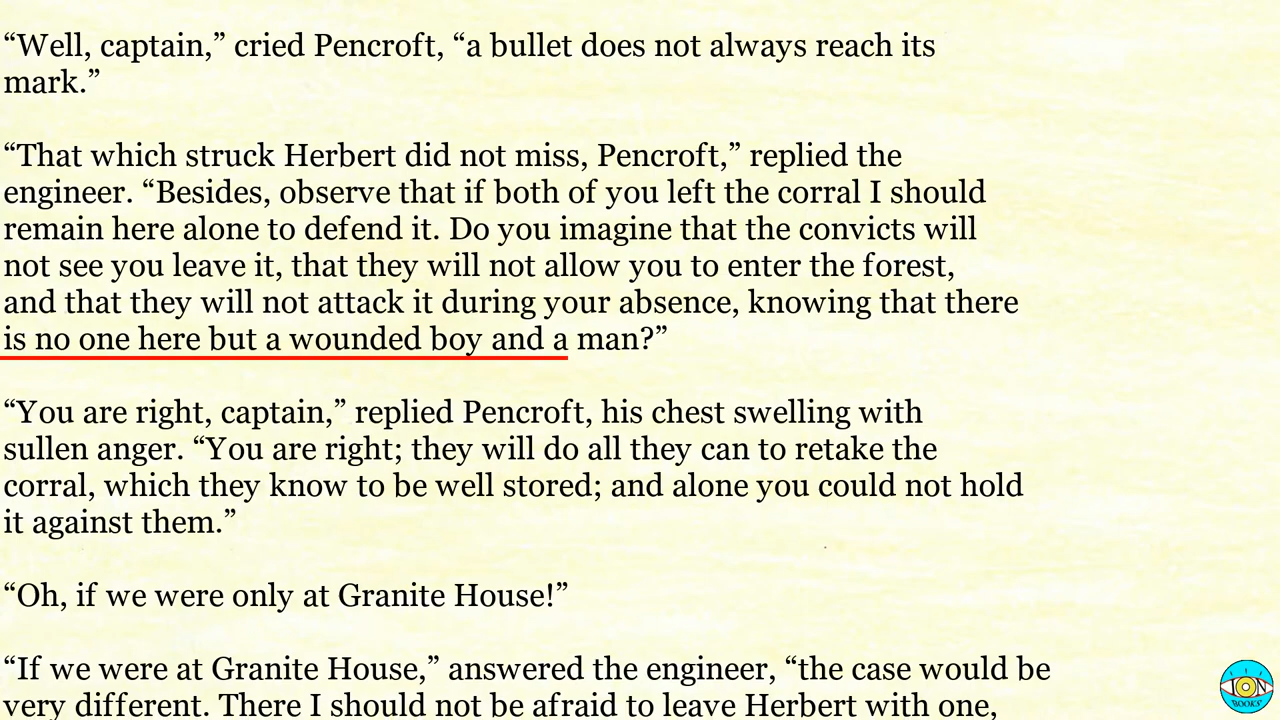 “Well, captain,” cried Pencroft, “a bullet does not always reach its
mark.”
“That which struck Herbert did not miss, Pencroft,” replied the
engineer. “Besides, observe that if both of you left the corral I should
remain here alone to defend it. Do you imagine that the convicts will
not see you leave it, that they will not allow you to enter the forest,
and that they will not attack it during your absence, knowing that there
is no one here but a wounded boy and a man?”
“You are right, captain,” replied Pencroft, his chest swelling with
sullen anger. “You are right; they will do all they can to retake the
corral, which they know to be well stored; and alone you could not hold
it against them.”
“Oh, if we were only at Granite House!”
“If we were at Granite House,” answered the engineer, “the case would be
very different. There I should not be afraid to leave Herbert with one,
BOOKS